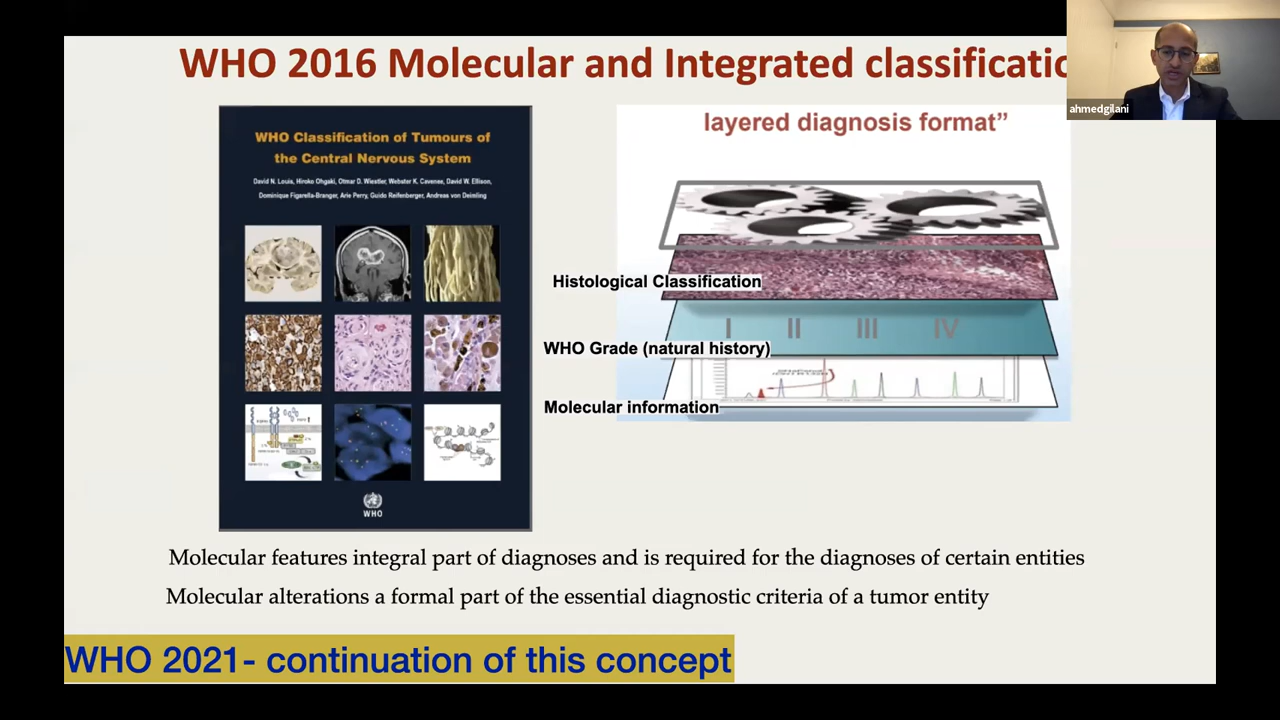 WHO 2016 Molecular and Integrated classificatio
ahmedgilani
WHO Classification of Tumours of
the Central Nervous System
David N. Louis, Hiroko Ohgaki, Otmar D. Wiestler, Webster K. Cavenee, David W. Ellison,
Dominique Figarella-Branger, Arie Perry, Guido Reifenberger, Andreas von Deimling
WHO
layered diagnosis format”
Histological Classification
I II III IV
WHO Grade (natural history)
Molecular information
Molecular features integral part of diagnoses and is required for the diagnoses of certain entities
Molecular alterations a formal part of the essential diagnostic criteria of a tumor entity
WHO 2021- continuation of this concept